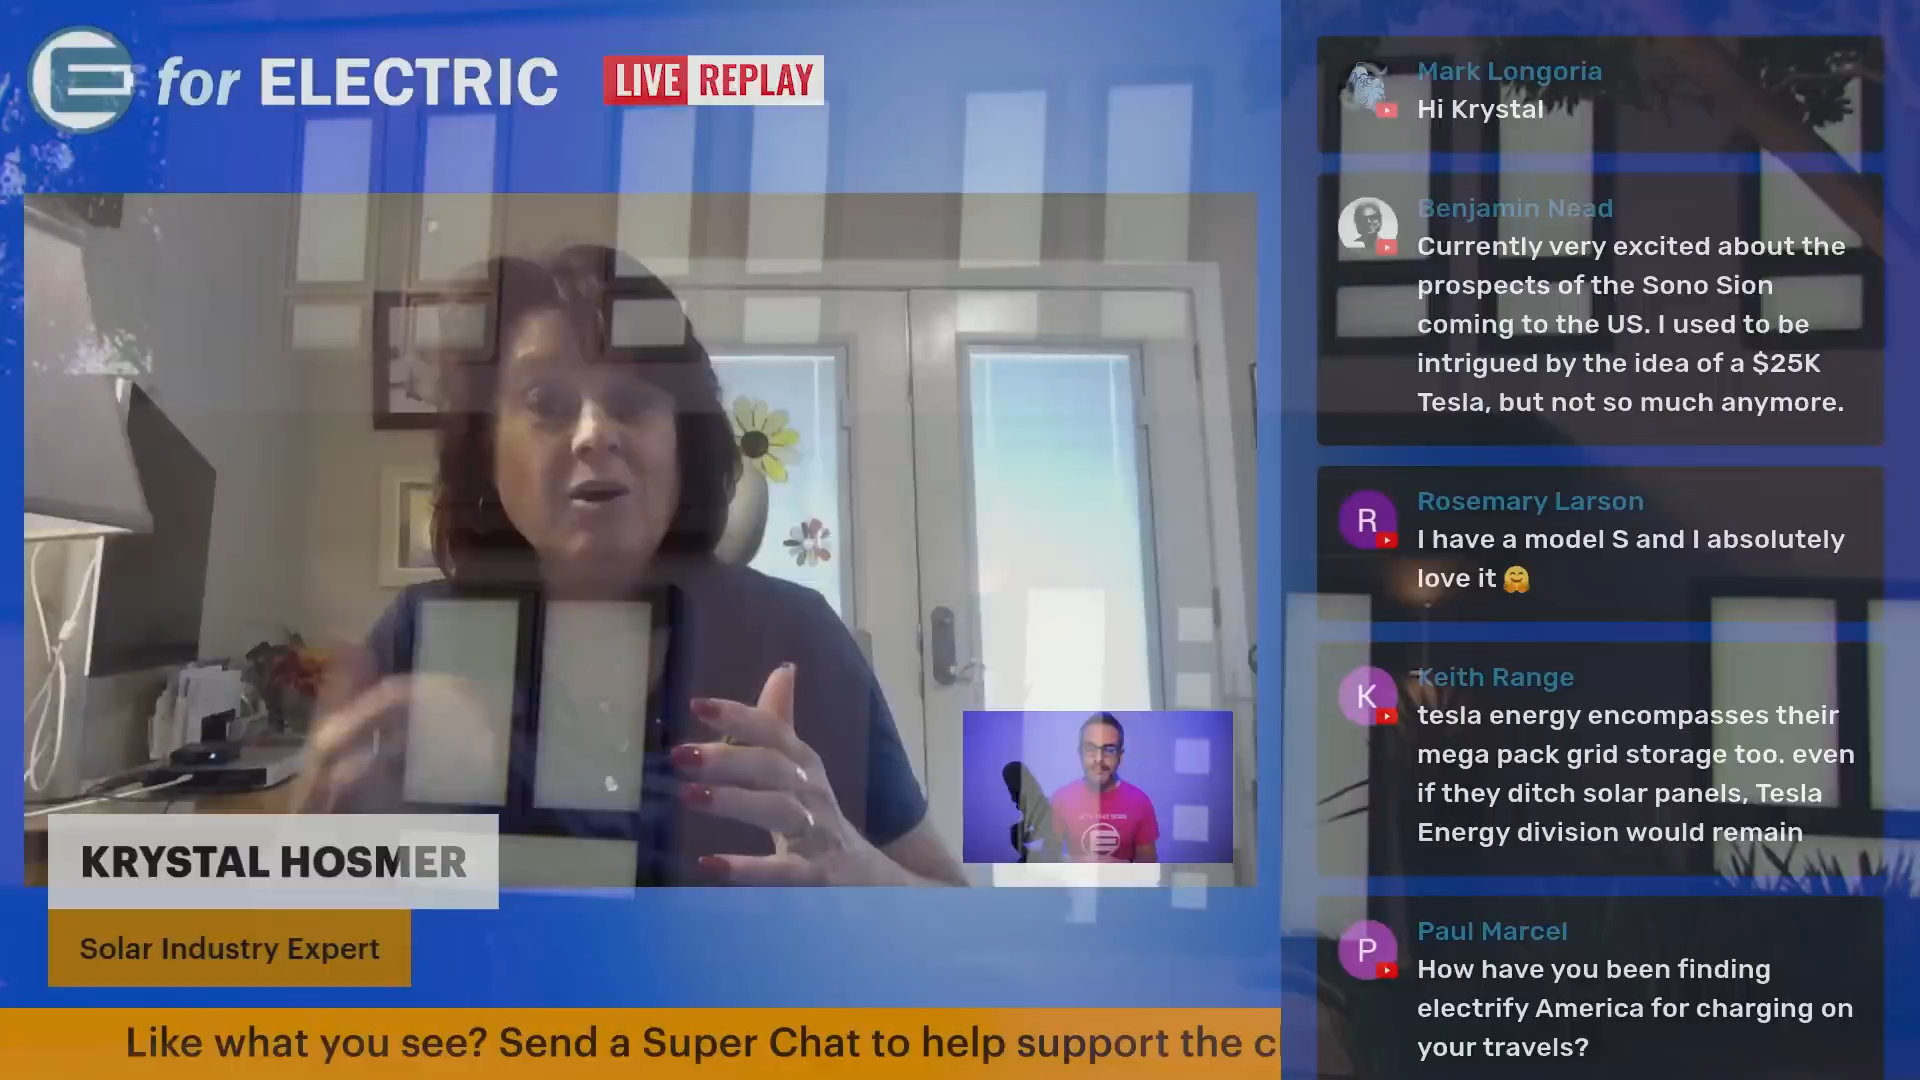 E for ELECTRIC
LIVE REPLAY
Mark Longoria
Hi Krystal
Benjamin Nead
Currently very excited about the
prospects of the Sono Sion
coming to the US. I used to be
intrigued by the idea of a $25K
Tesla, but not so much anymore.
R
Rosemary Larson
I have a model S and I absolutely
love it 🤗
K
Keith Range
tesla energy encompasses their
mega pack grid storage too. even
if they ditch solar panels, Tesla
Energy division would remain
P
Paul Marcel
How have you been finding
electrify America for charging on
your travels?
KRYSTAL HOSMER
Solar Industry Expert
Like what you see? Send a Super Chat to help support the